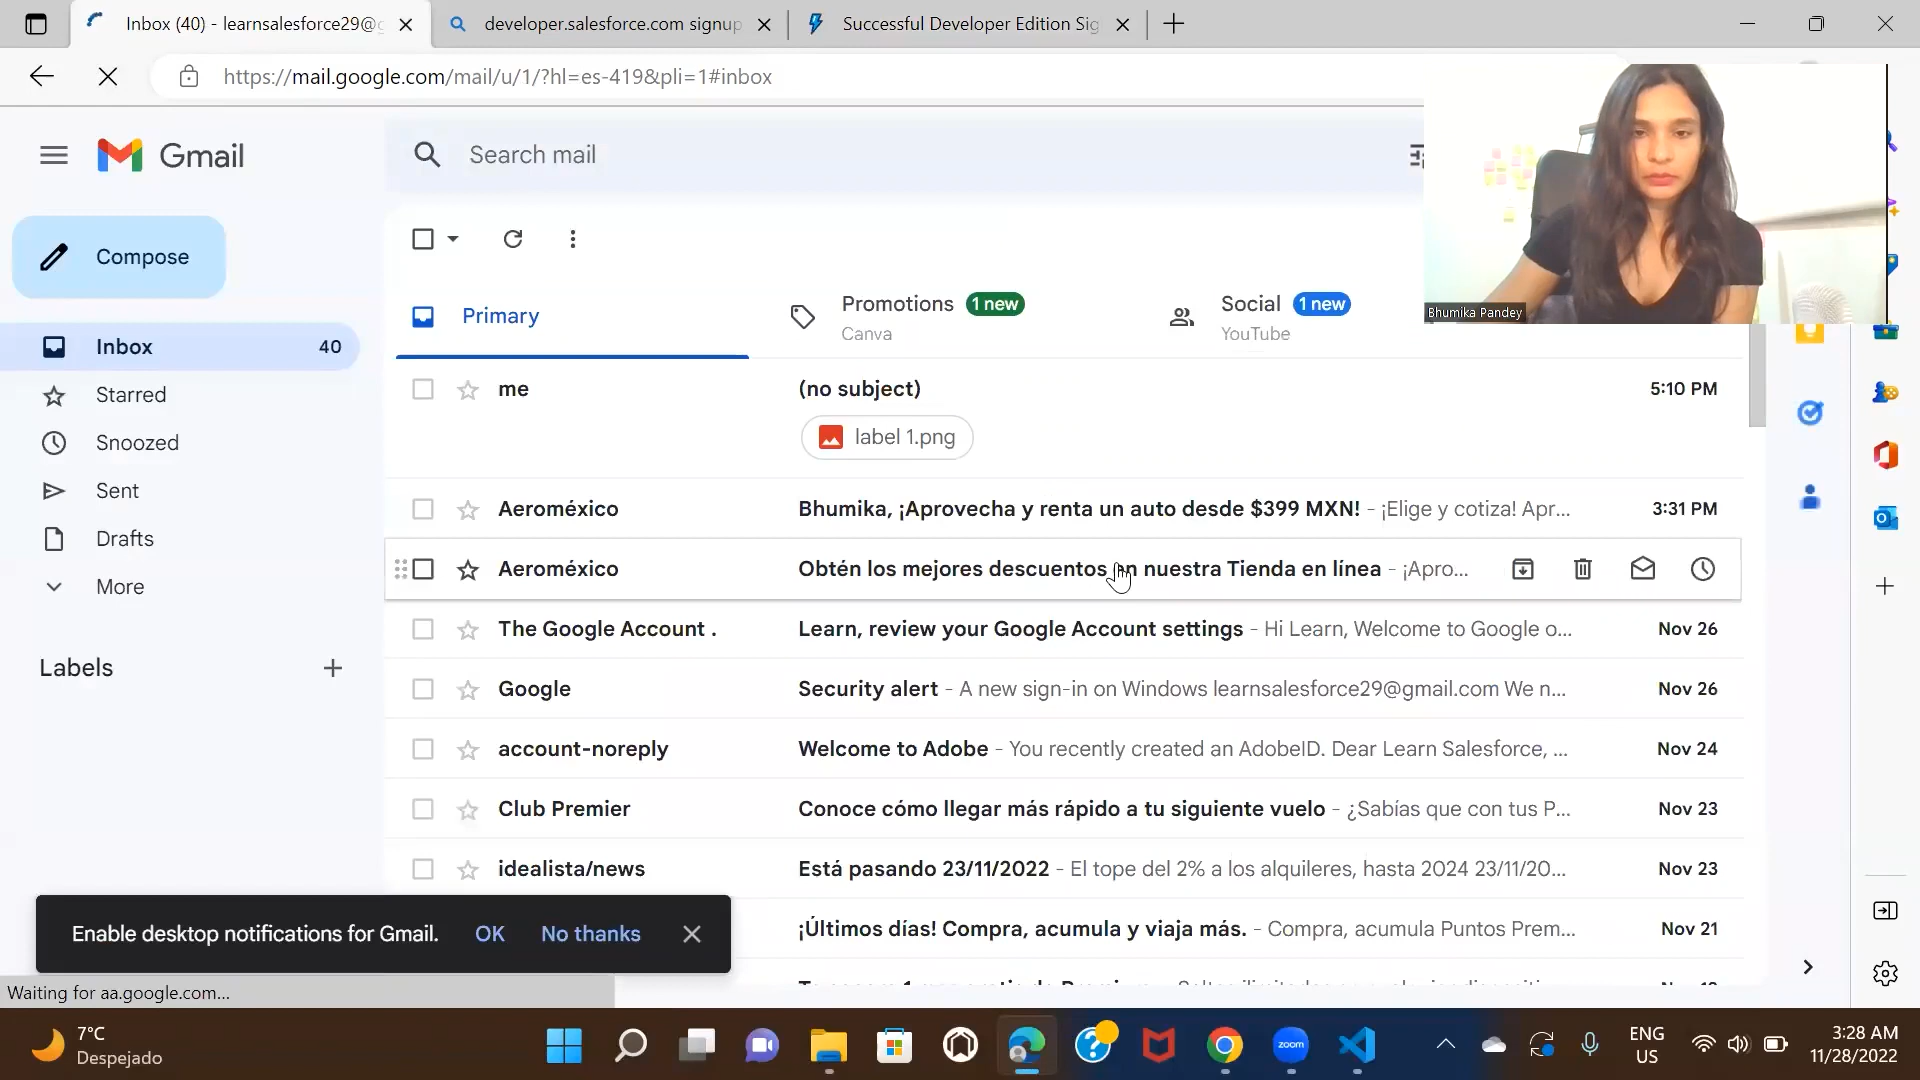 Inbox (40) - learnsalesforce29@g
developer.salesforce.com signup
Successful Developer Edition Sig
https://mail.google.com/mail/u/1/?hl=es-419&pli=1#inbox
Gmail
Search mail
Bhumika Pandey
Compose
Inbox 40
Starred
Snoozed
Sent
Drafts
More
Labels
Primary
Promotions 1 new
Canva
Social 1 new
YouTube
me (no subject) 5:10 PM
label 1.png
Aeroméxico Bhumika, ¡Aprovecha y renta un auto desde $399 MXN! - ¡Elige y cotiza! Apr... 3:31 PM
Aeroméxico Obtén los mejores descuentos en nuestra Tienda en línea - ¡Apro...
The Google Account . Learn, review your Google Account settings - Hi Learn, Welcome to Google o... Nov 26
Google Security alert - A new sign-in on Windows learnsalesforce29@gmail.com We n... Nov 26
account-noreply Welcome to Adobe - You recently created an AdobeID. Dear Learn Salesforce, ... Nov 24
Club Premier Conoce cómo llegar más rápido a tu siguiente vuelo - ¿Sabías que con tus P... Nov 23
idealista/news Está pasando 23/11/2022 - El tope del 2% a los alquileres, hasta 2024 23/11/20... Nov 23
¡Últimos días! Compra, acumula y viaja más. - Compra, acumula Puntos Prem... Nov 21
Enable desktop notifications for Gmail. OK No thanks
Waiting for aa.google.com...
7°C
Despejado
zoom
ENG
US
3:28 AM
11/28/2022